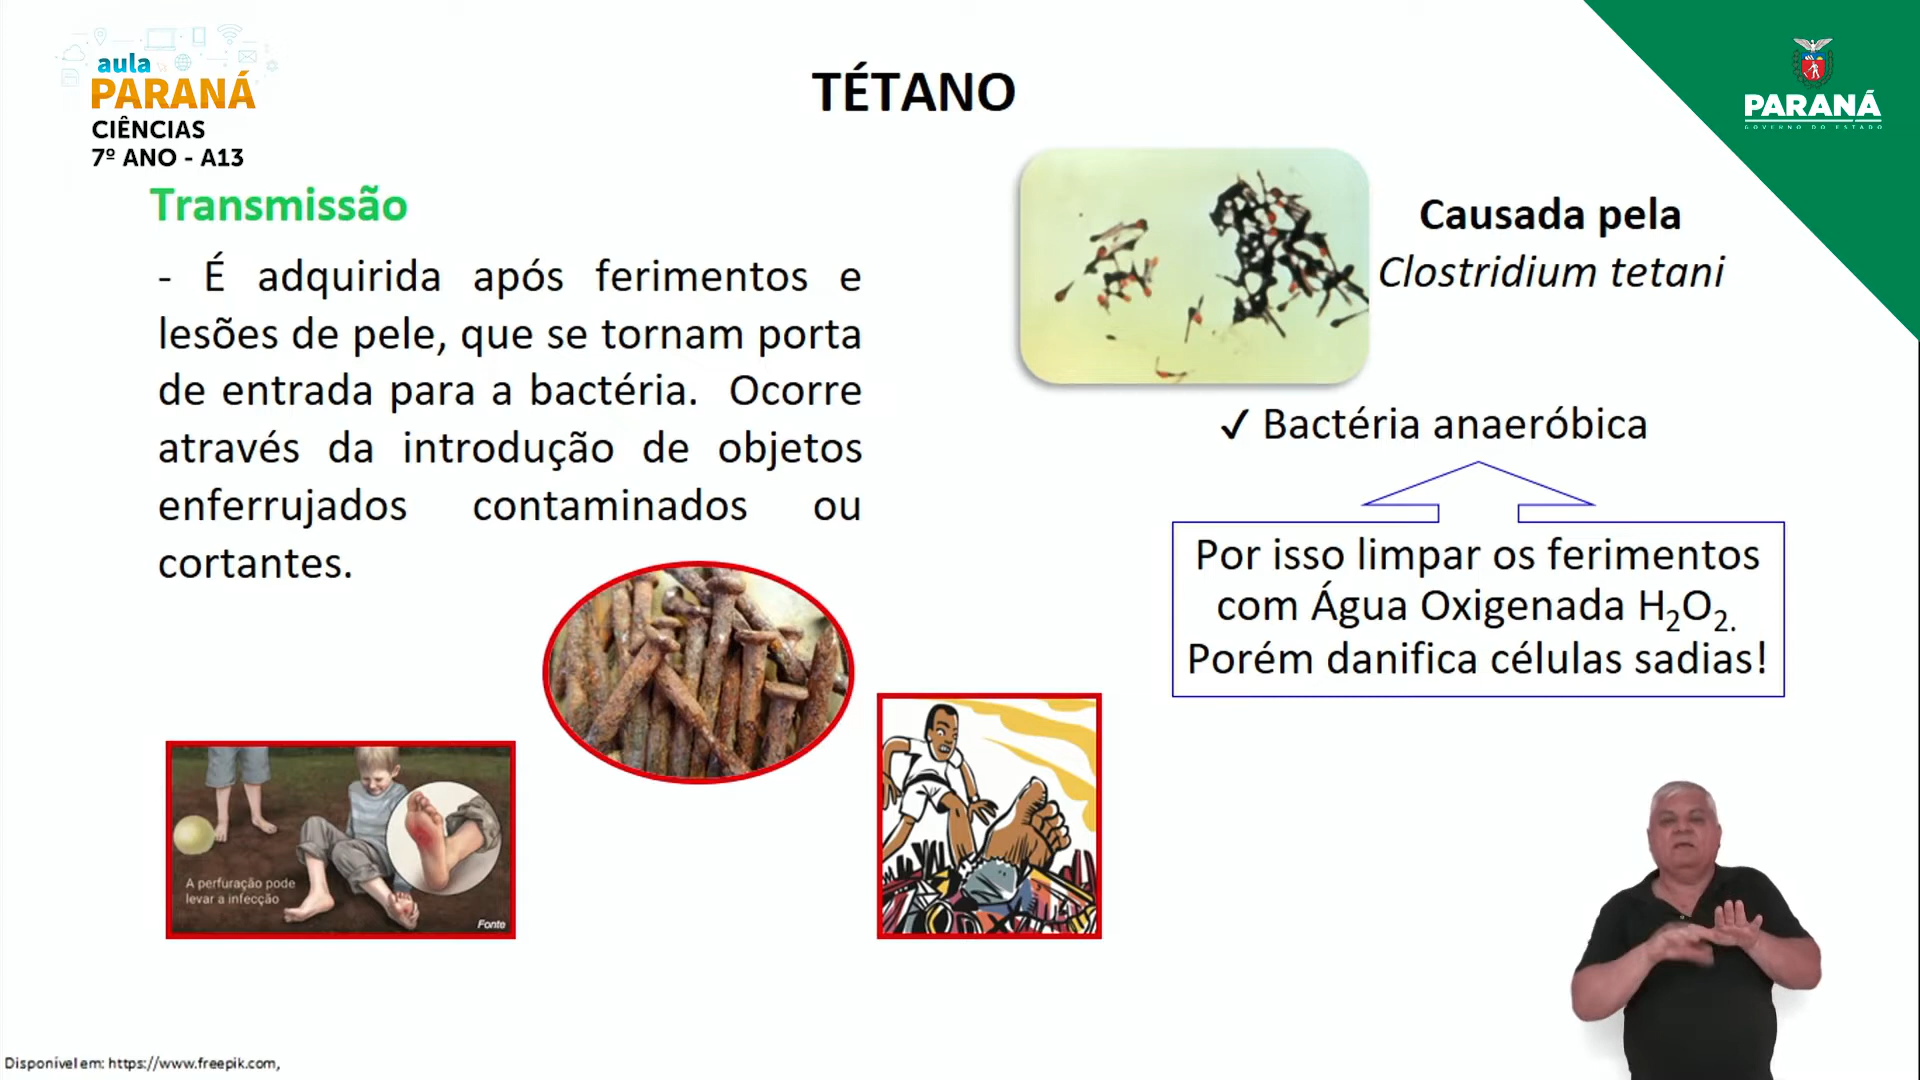 aula
PARANÁ
CIÊNCIAS
7º ANO - A13
TÉTANO
PARANÁ
GOVERNO DO ESTADO
Transmissão
- É adquirida após ferimentos e
lesões de pele, que se tornam porta
de entrada para a bactéria. Ocorre
através da introdução de objetos
enferrujados contaminados ou
cortantes.
Causada pela
Clostridium tetani
✓ Bactéria anaeróbica
Por isso limpar os ferimentos
com Água Oxigenada H₂O₂.
Porém danifica células sadias!
A perfuração pode
levar a infecção
Fonte
Disponível em: https://www.freepik.com,